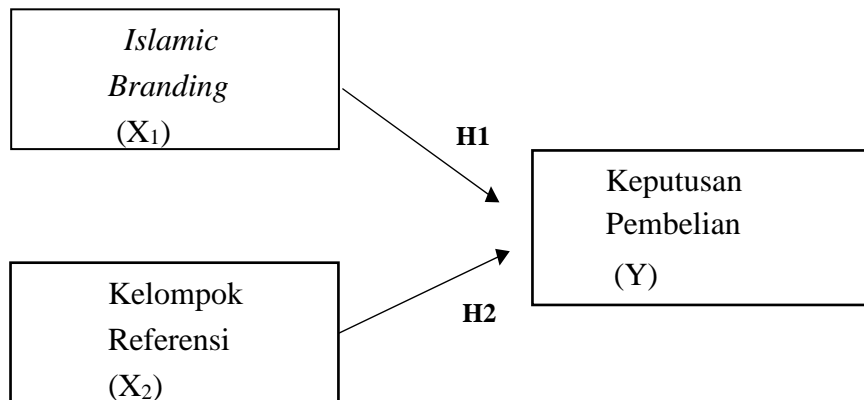 Islamic
Branding
(X₁)
H1
Keputusan
Pembelian
(Y)
Kelompok
Referensi
(X₂)
H2